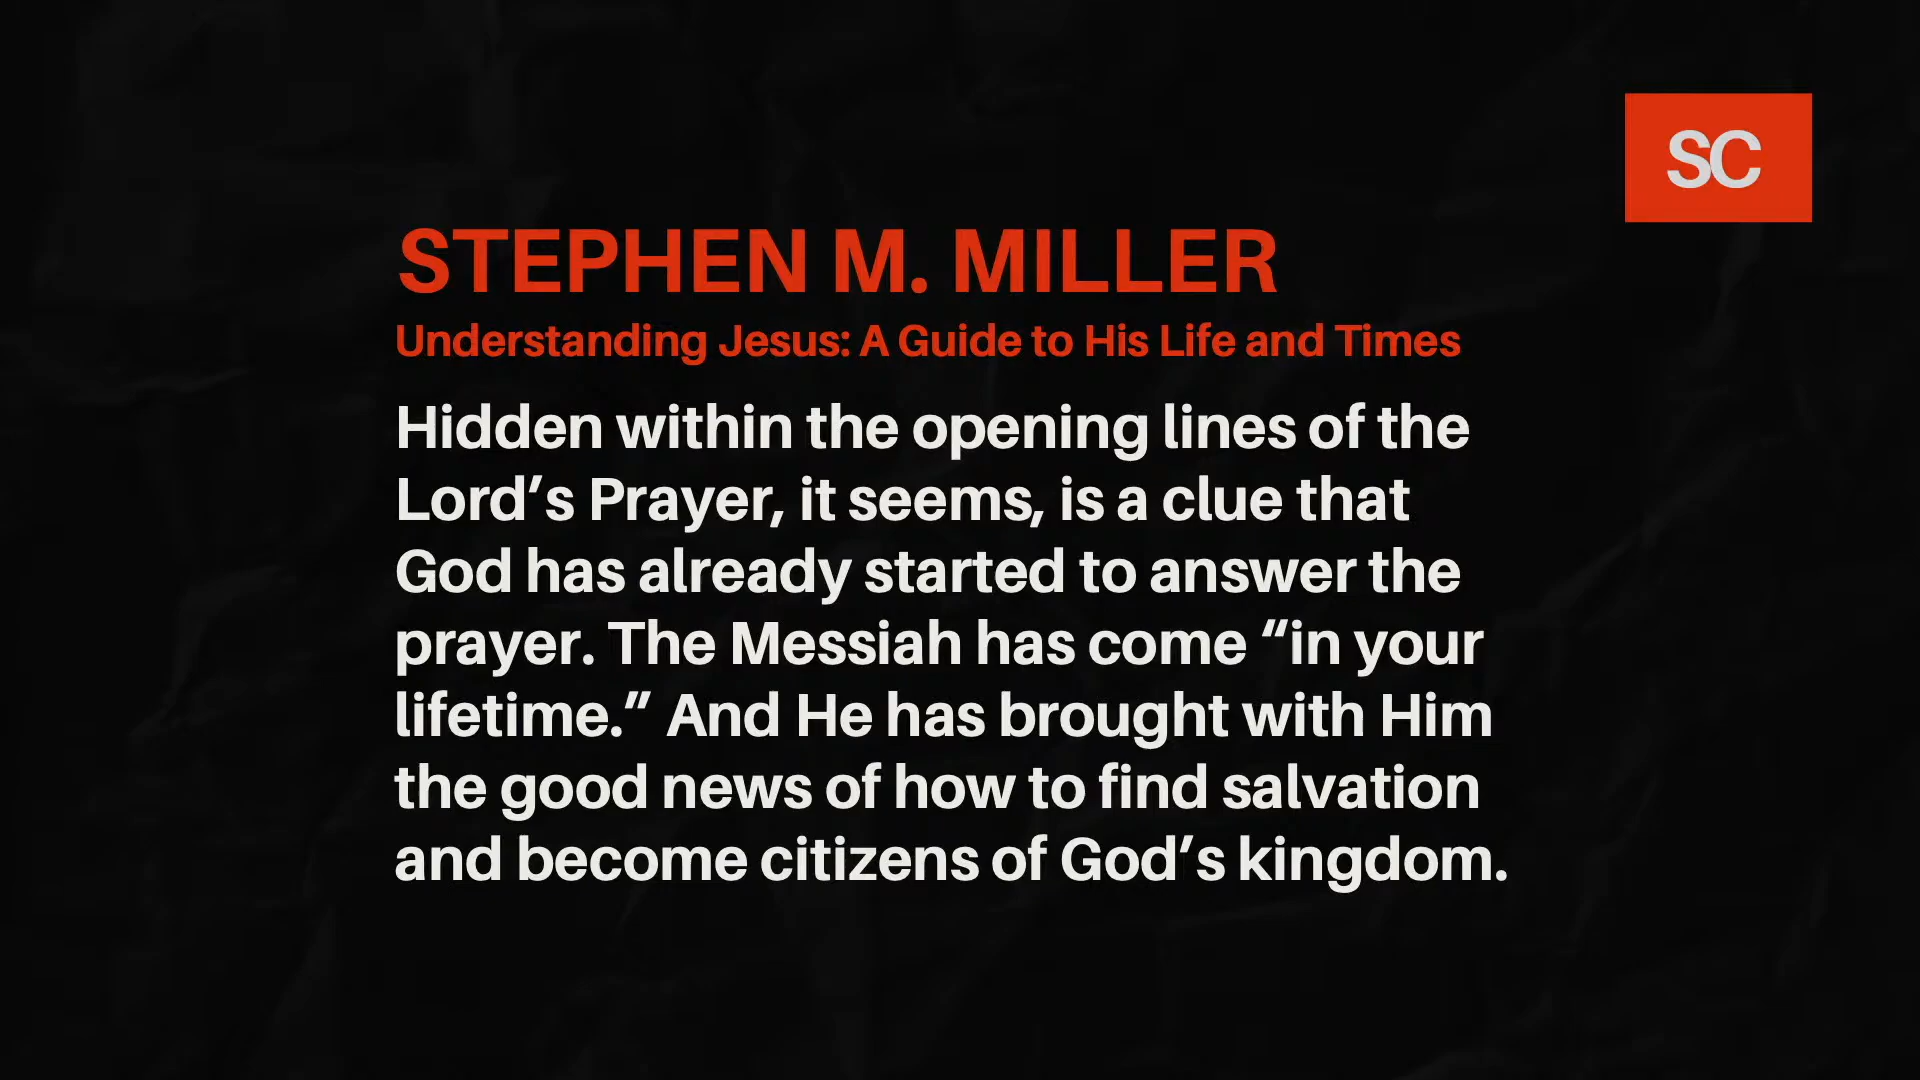 SC
STEPHEN M. MILLER
Understanding Jesus: A Guide to His Life and Times
Hidden within the opening lines of the
Lord’s Prayer, it seems, is a clue that
God has already started to answer the
prayer. The Messiah has come “in your
lifetime.” And He has brought with Him
the good news of how to find salvation
and become citizens of God’s kingdom.